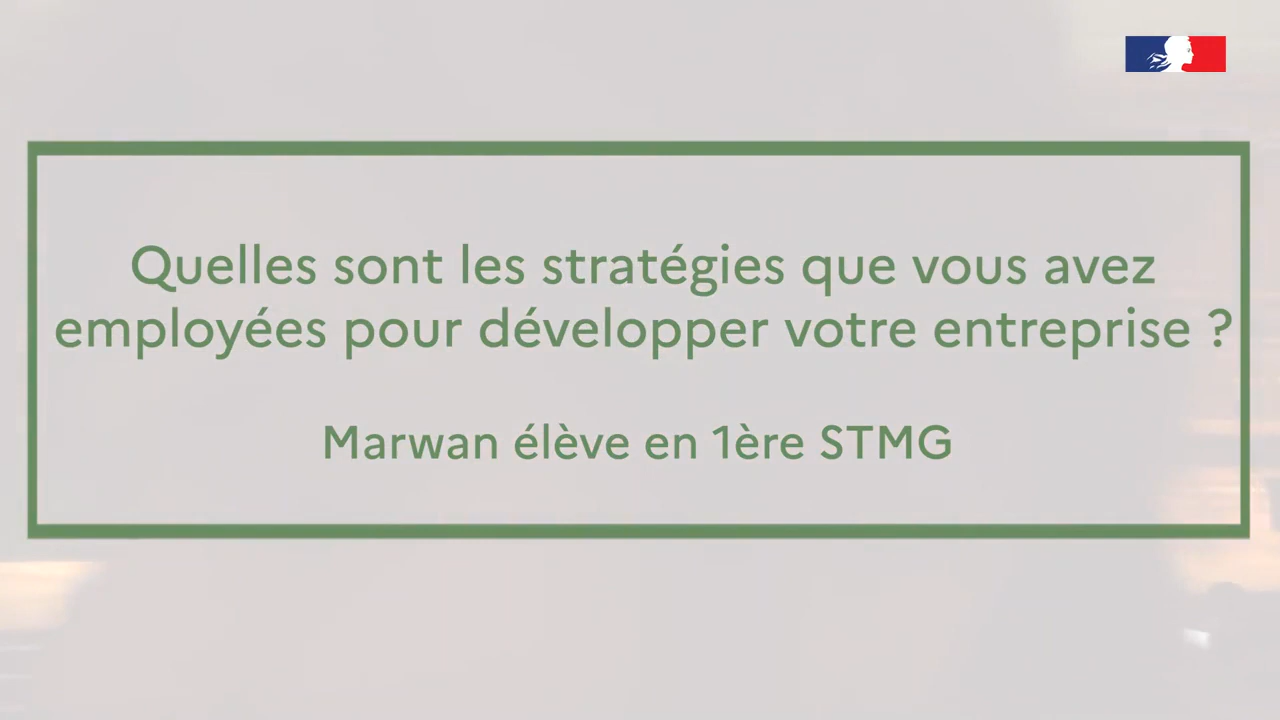 Quelles sont les stratégies que vous avez
employées pour développer votre entreprise ?
Marwan élève en 1ère STMG